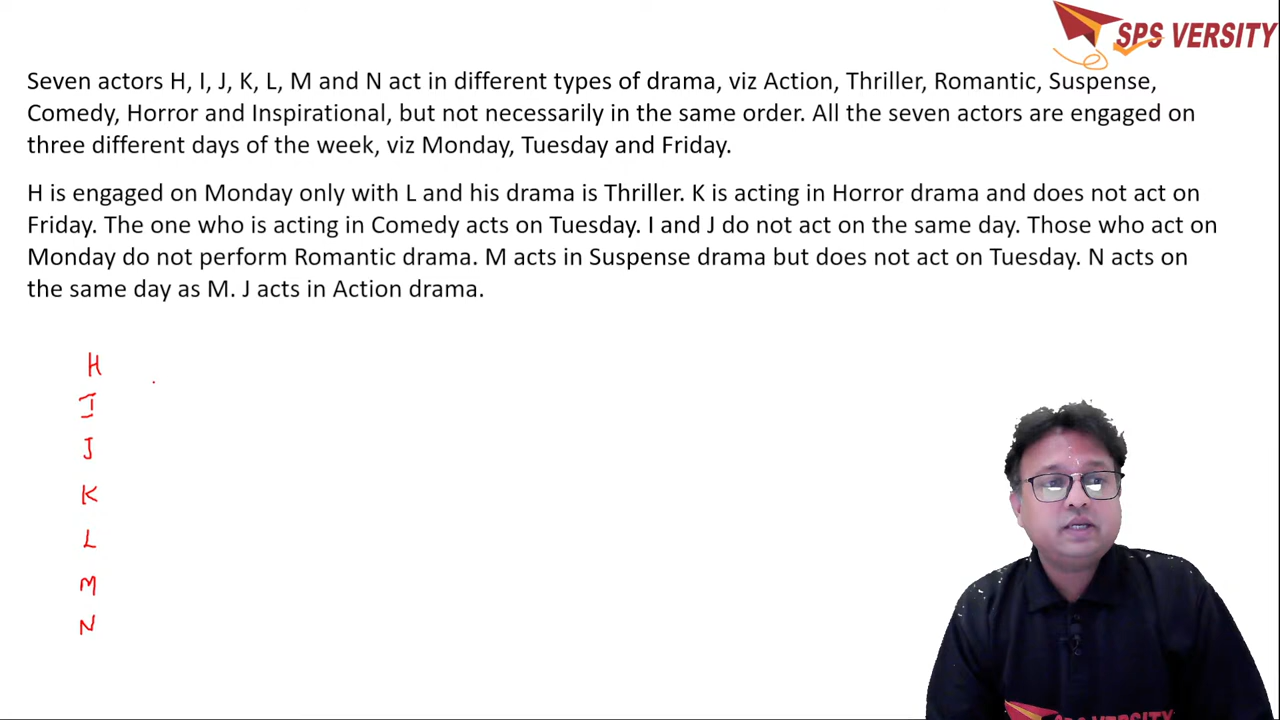 SPS VERSITY
Seven actors H, I, J, K, L, M and N act in different types of drama, viz Action, Thriller, Romantic, Suspense,
Comedy, Horror and Inspirational, but not necessarily in the same order. All the seven actors are engaged on
three different days of the week, viz Monday, Tuesday and Friday.
H is engaged on Monday only with L and his drama is Thriller. K is acting in Horror drama and does not act on
Friday. The one who is acting in Comedy acts on Tuesday. I and J do not act on the same day. Those who act on
Monday do not perform Romantic drama. M acts in Suspense drama but does not act on Tuesday. N acts on
the same day as M. J acts in Action drama.
H
I
J
K
L
M
N
SPS VERSITY